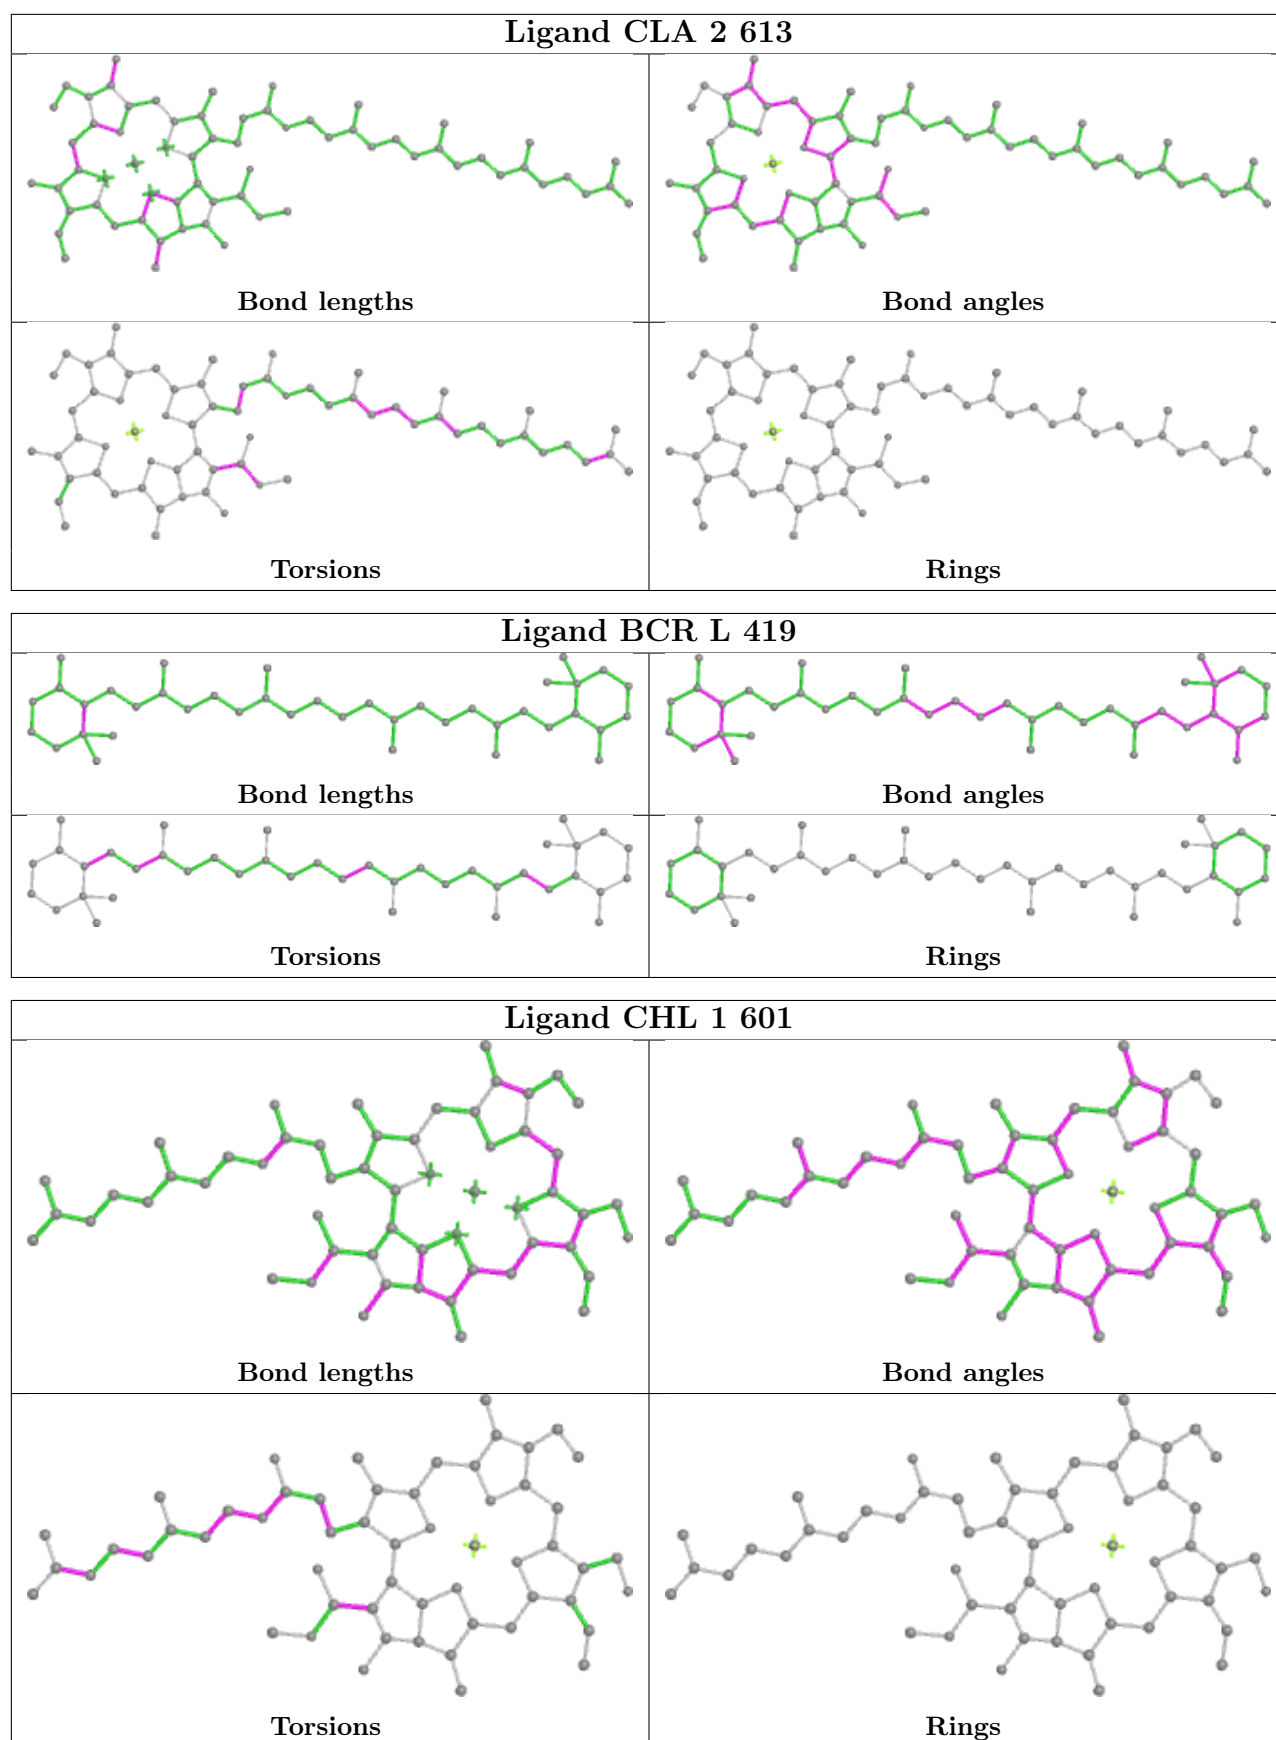 Ligand CLA 2 613
Bond lengths
Bond angles
Torsions
Rings
Ligand BCR L 419
Bond lengths
Bond angles
Torsions
Rings
Ligand CHL 1 601
Bond lengths
Bond angles
Torsions
Rings